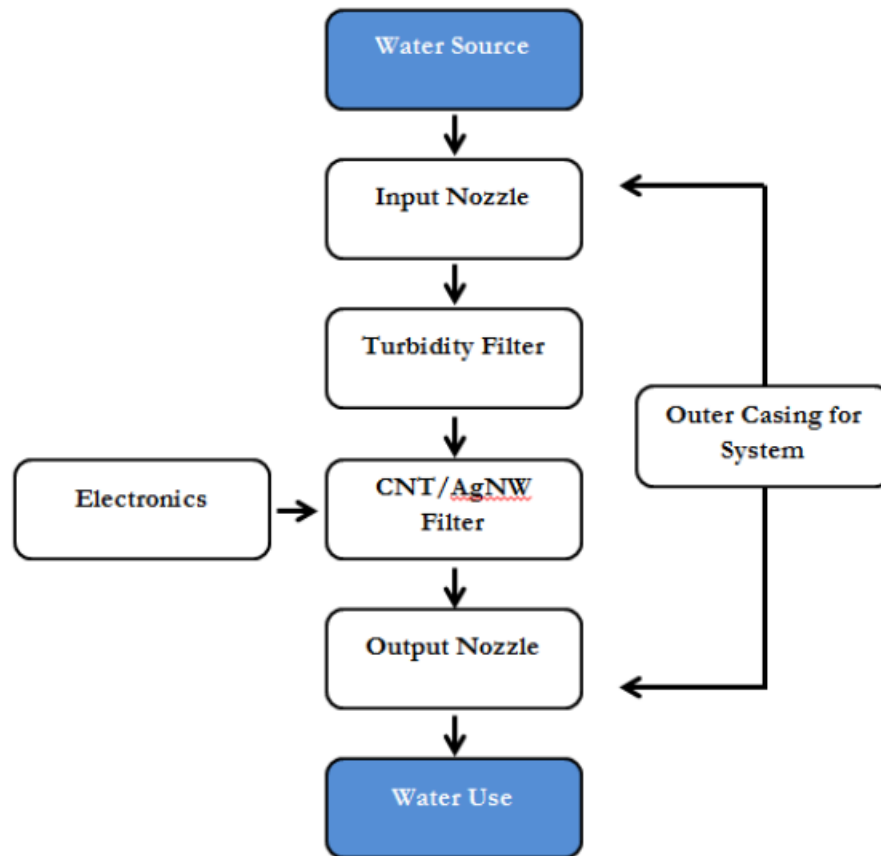 Water Source
Input Nozzle
Turbidity Filter
Outer Casing for
System
Electronics
CNT/AgNW
Filter
Output Nozzle
Water Use